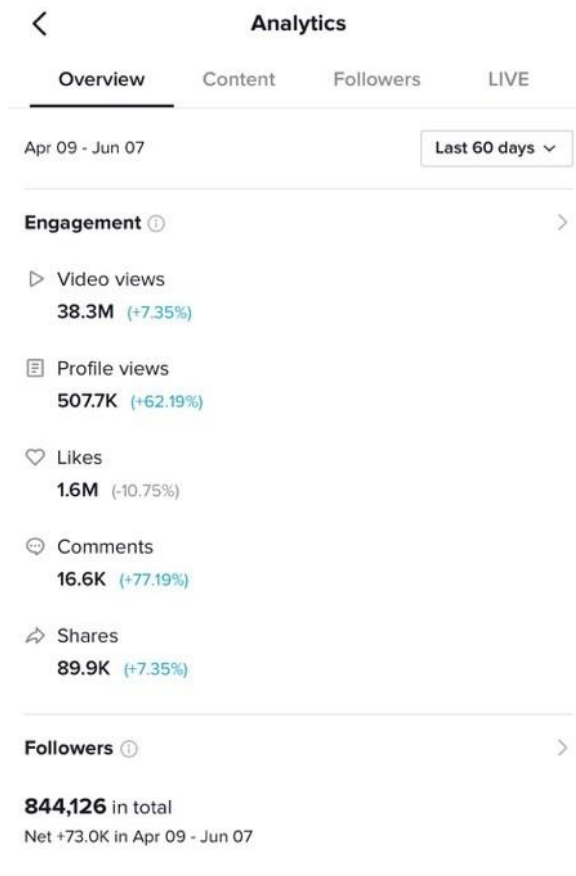 Analytics
Overview Content Followers LIVE
Apr 09 - Jun 07 Last 60 days
Engagement
Video views
38.3M (+7.35%)
Profile views
507.7K (+62.19%)
Likes
1.6M (-10.75%)
Comments
16.6K (+77.19%)
Shares
89.9K (+7.35%)
Followers
844,126 in total
Net +73.0K in Apr 09 - Jun 07